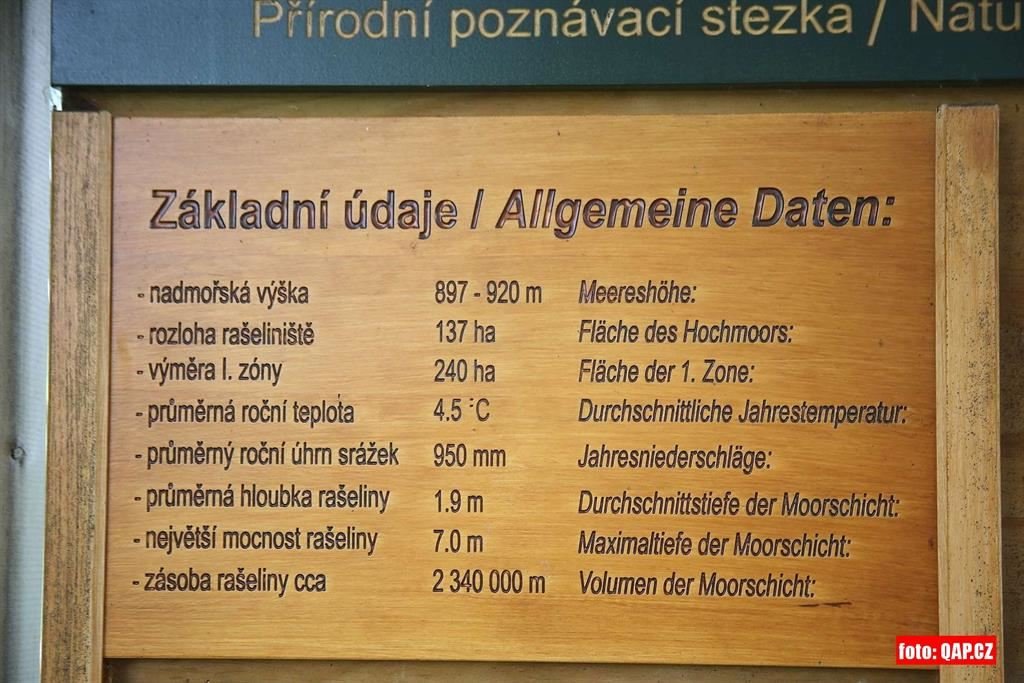 Přírodní poznávací stezka / Natu
Základní údaje / Allgemeine Daten:
- nadmořská výška 897 - 920 m Meereshöhe:
- rozloha rašeliniště 137 ha Fläche des Hochmoors:
- výměra I. zóny 240 ha Fläche der 1. Zone:
- průměrná roční teplota 4.5 °C Durchschnittliche Jahrestemperatur:
- průměrný roční úhrn srážek 950 mm Jahresniederschläge:
- průměrná hloubka rašeliny 1.9 m Durchschnittstiefe der Moorschicht:
- největší mocnost rašeliny 7.0 m Maximaltiefe der Moorschicht:
- zásoba rašeliny cca 2 340 000 m Volumen der Moorschicht:
foto: QAP.CZ